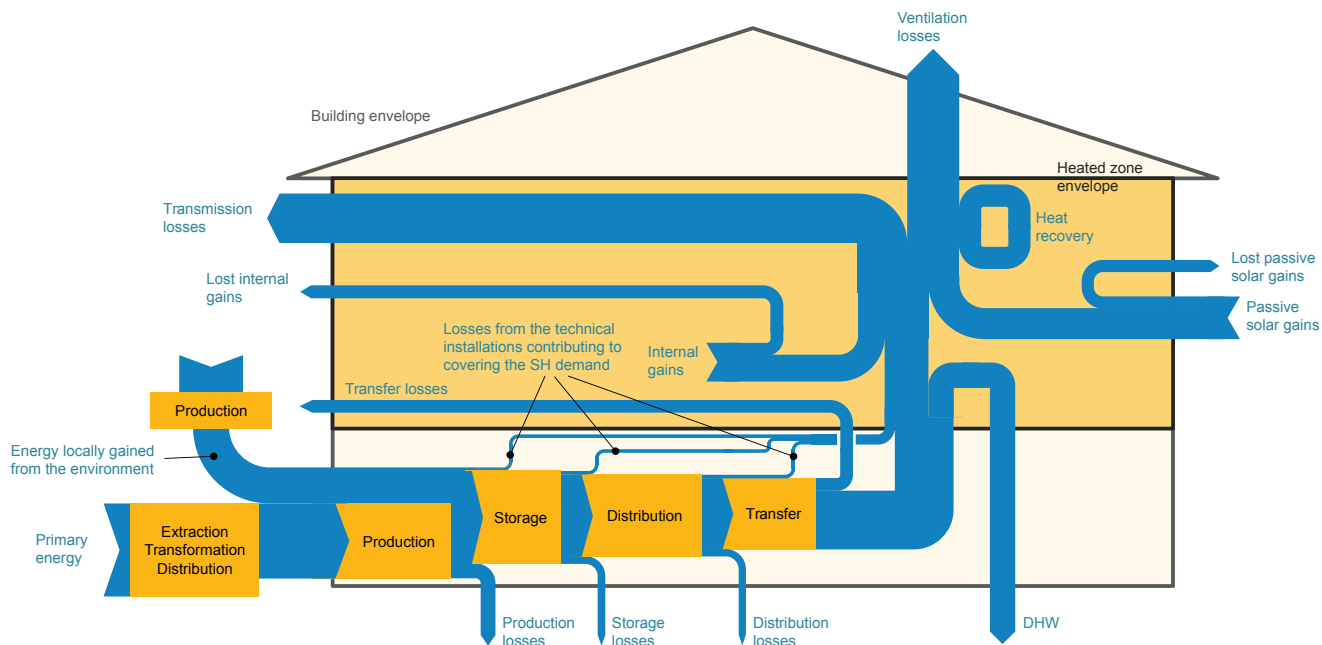 Ventilation
losses
Building envelope
Heated zone
envelope
Transmission
losses
Heat
recovery
Lost internal
gains
Lost passive
solar gains
Passive
solar gains
Losses from the technical
installations contributing to
covering the SH demand
Internal
gains
Transfer losses
Production
Energy locally gained
from the environment
Primary
energy
Extraction
Transformation
Distribution
Production
Storage
Distribution
Transfer
Production
losses
Storage
losses
Distribution
losses
DHW